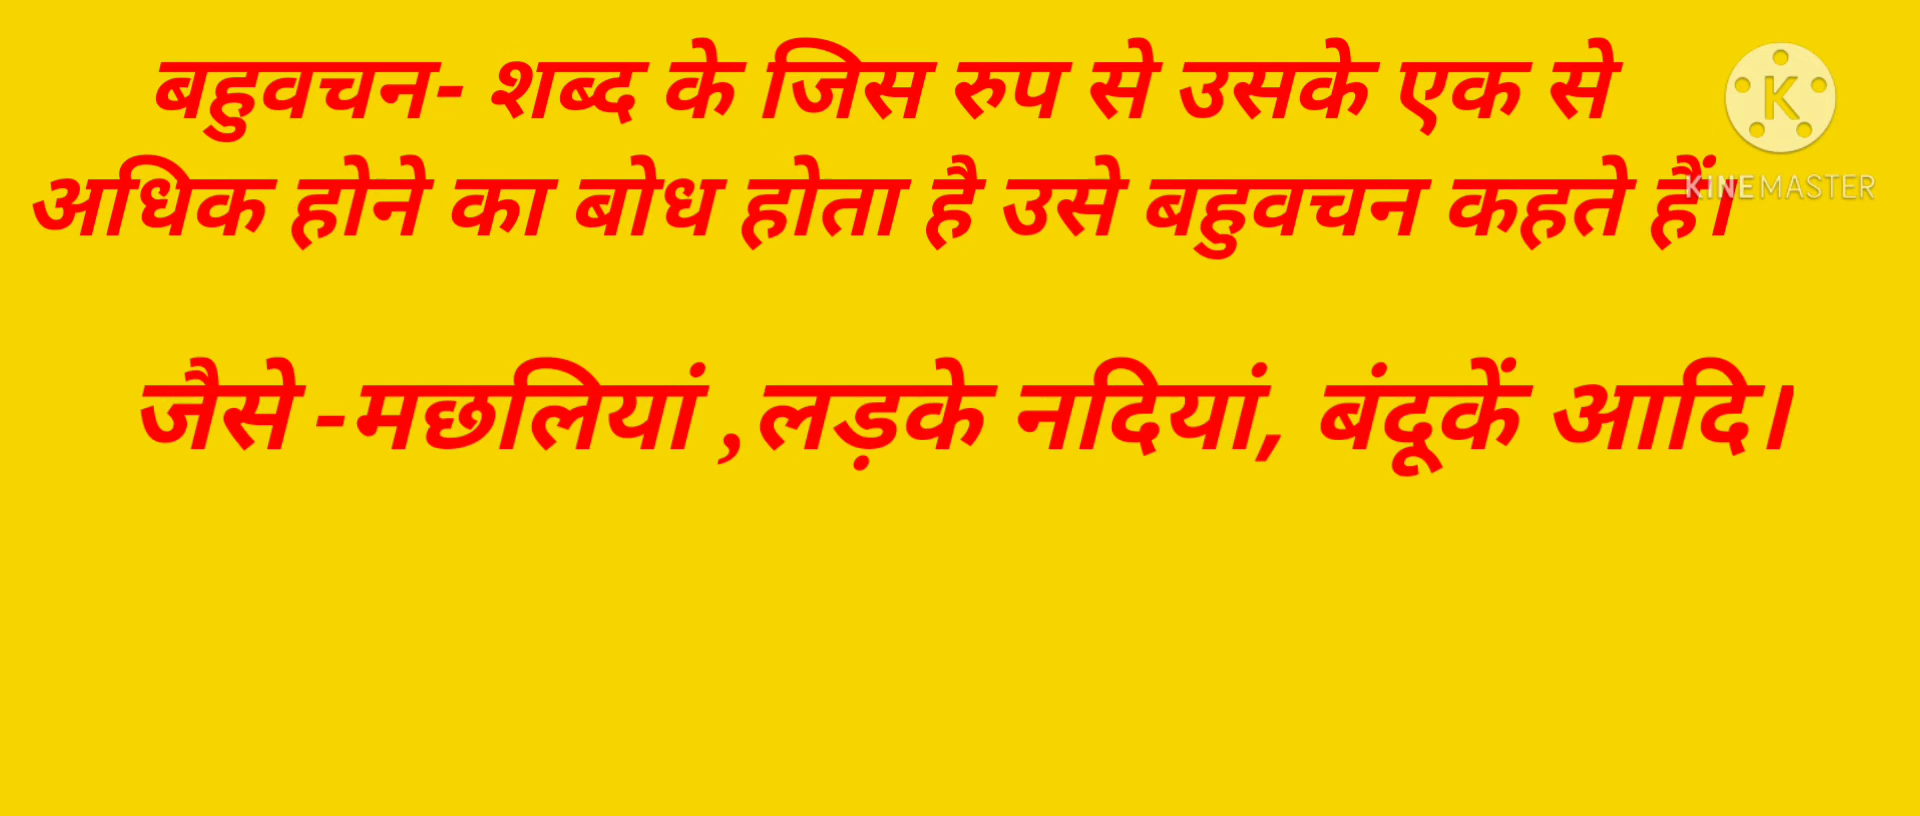 बहुवचन- शब्द के जिस रुप से उसके एक से
अधिक होने का बोध होता है उसे बहुवचन कहते हैं।
जैसे -मछलियां ,लड़के नदियां, बंदूकें आदि।
K
KINEMASTER